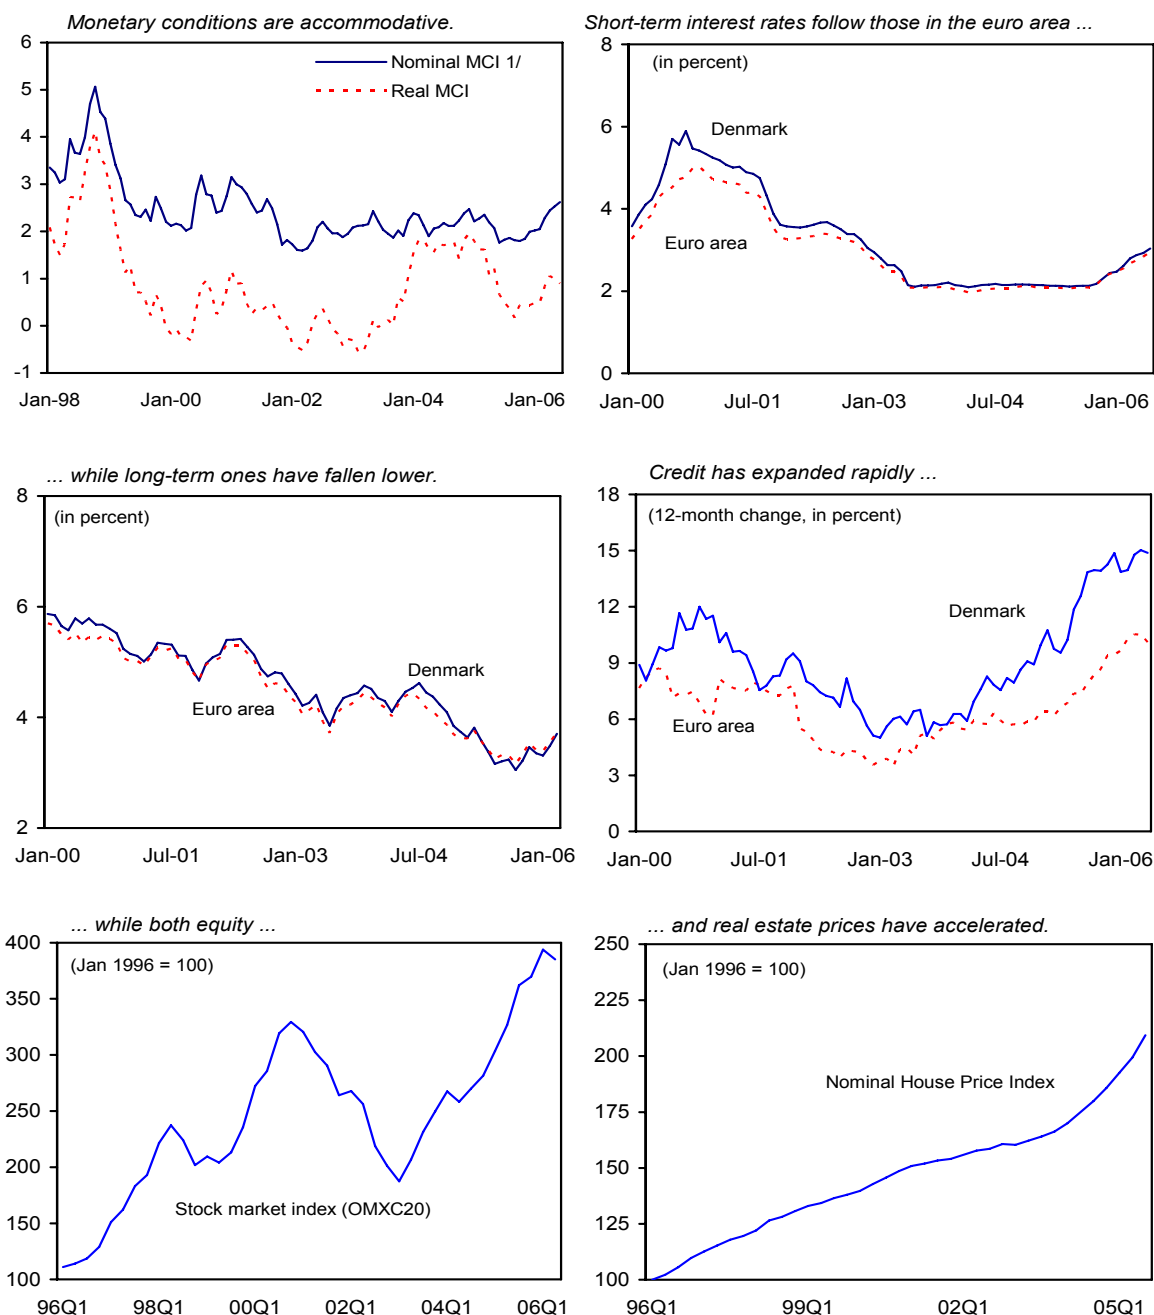 Monetary conditions are accommodative.
6
5
4
3
2
1
0
-1
Nominal MCI 1/
Real MCI
Jan-98 Jan-00 Jan-02 Jan-04 Jan-06
Short-term interest rates follow those in the euro area ...
8
6
4
2
0
(in percent)
Denmark
Euro area
Jan-00 Jul-01 Jan-03 Jul-04 Jan-06
... while long-term ones have fallen lower.
8
6
4
2
(in percent)
Denmark
Euro area
Jan-00 Jul-01 Jan-03 Jul-04 Jan-06
Credit has expanded rapidly ...
18
15
12
9
6
3
0
(12-month change, in percent)
Denmark
Euro area
Jan-00 Jul-01 Jan-03 Jul-04 Jan-06
... while both equity ...
400
350
300
250
200
150
100
(Jan 1996 = 100)
Stock market index (OMXC20)
96Q1 98Q1 00Q1 02Q1 04Q1 06Q1
... and real estate prices have accelerated.
250
225
200
175
150
125
100
(Jan 1996 = 100)
Nominal House Price Index
96Q1 99Q1 02Q1 05Q1